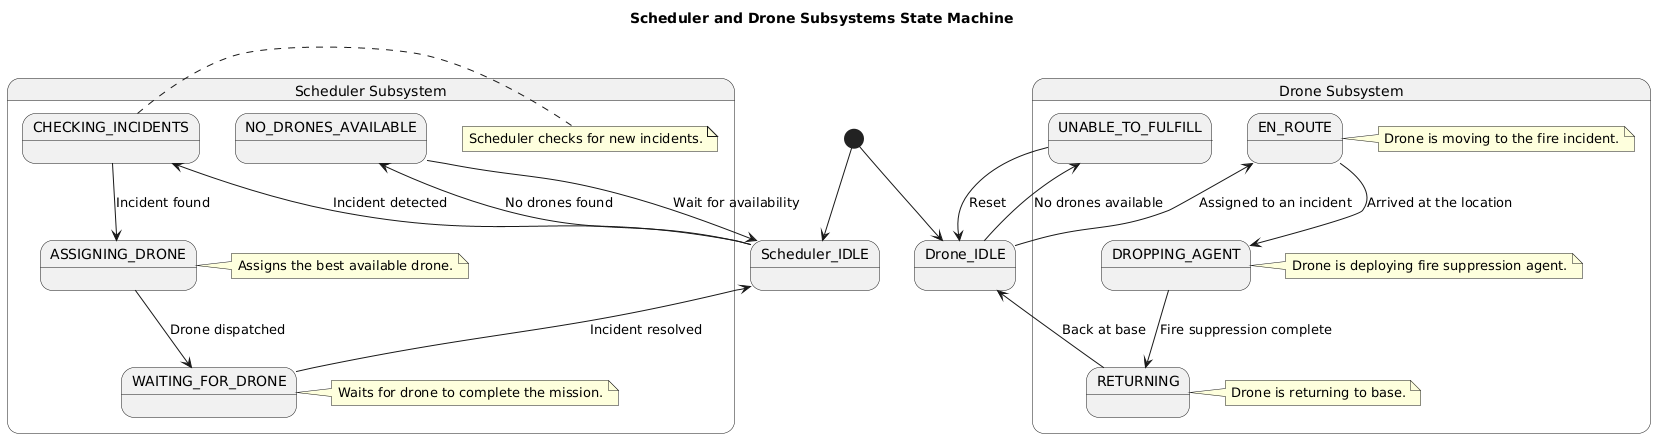 Scheduler and Drone Subsystems State Machine
Scheduler Subsystem
CHECKING_INCIDENTS
NO_DRONES_AVAILABLE
Scheduler checks for new incidents.
Incident found
Incident detected
No drones found
Wait for availability
ASSIGNING_DRONE
Assigns the best available drone.
Scheduler_IDLE
Drone dispatched
Incident resolved
WAITING_FOR_DRONE
Waits for drone to complete the mission.
Drone Subsystem
UNABLE_TO_FULFILL
EN_ROUTE
Drone is moving to the fire incident.
Reset
No drones available
Assigned to an incident
Arrived at the location
Drone_IDLE
DROPPING_AGENT
Drone is deploying fire suppression agent.
Back at base
Fire suppression complete
RETURNING
Drone is returning to base.